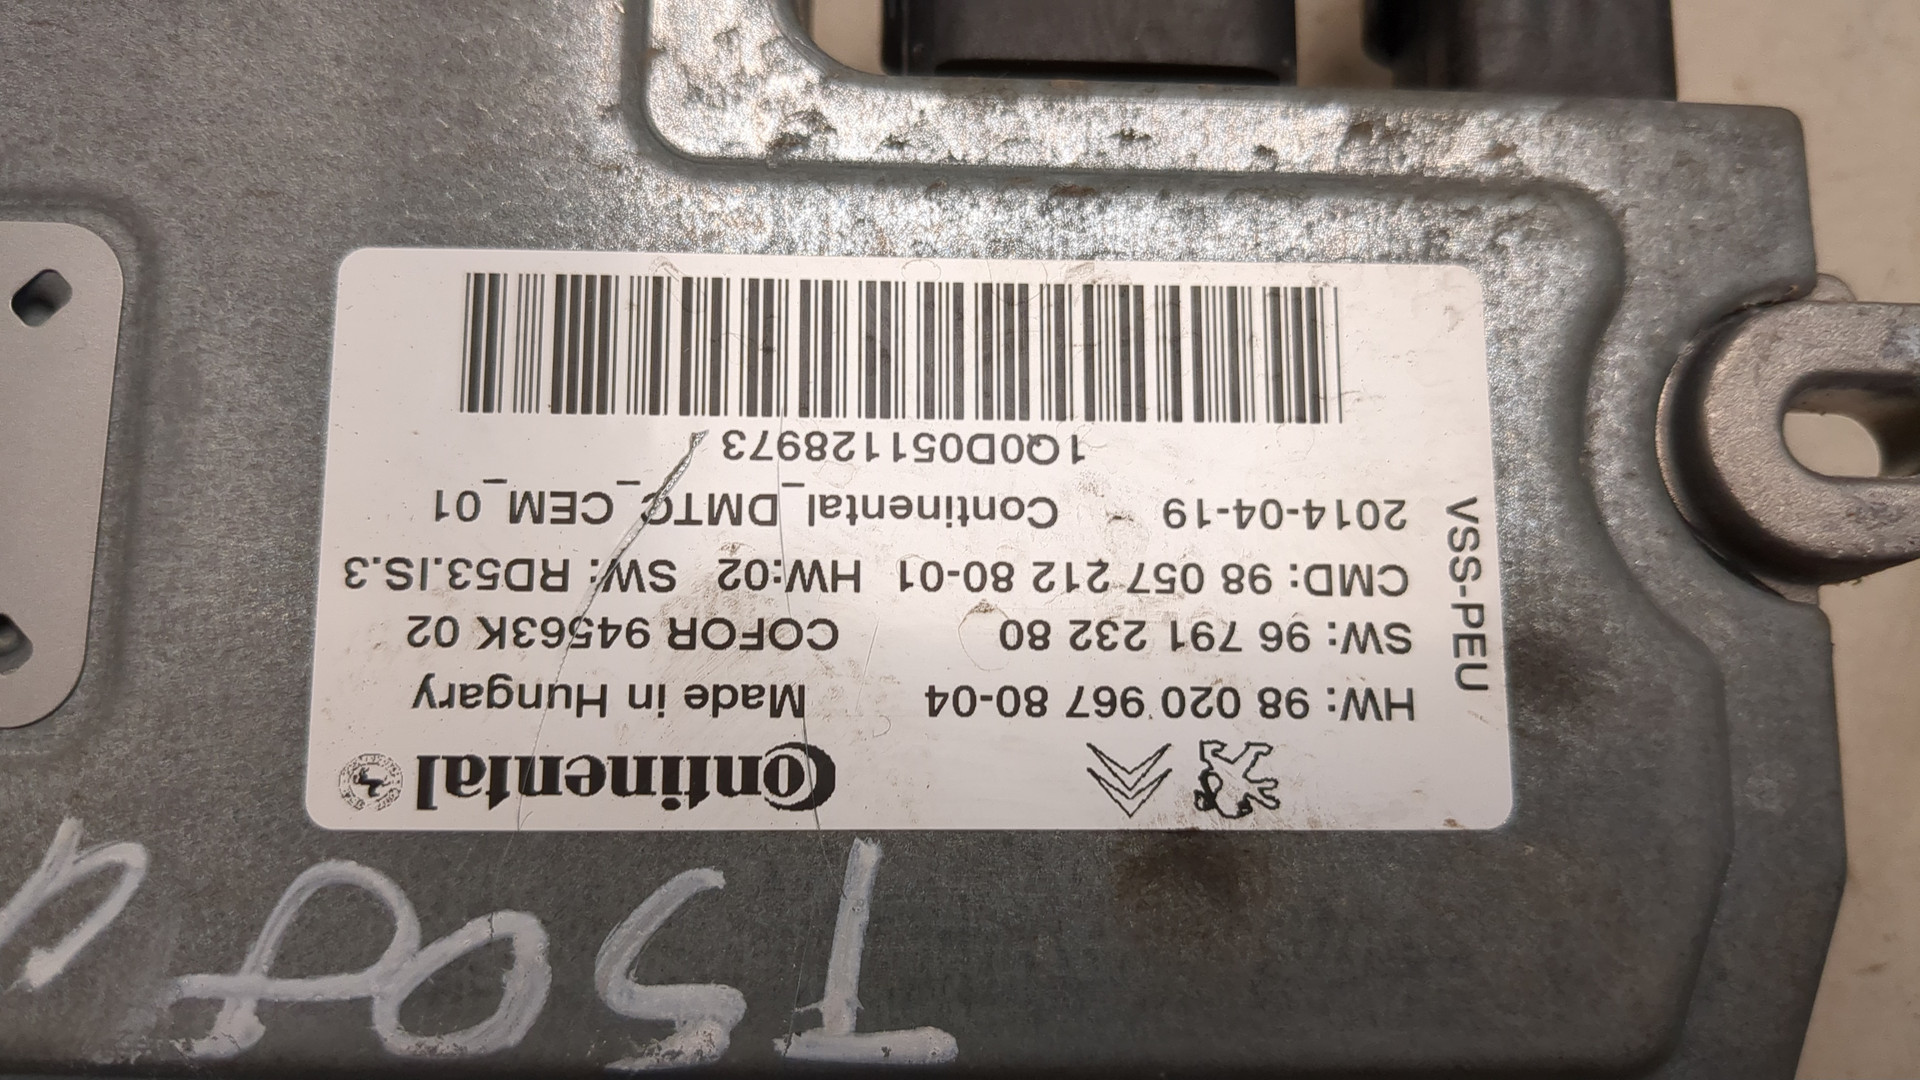 Continental
HW: 98 020 967 80-04 Made in Hungary
SW: 96 791 232 80 COFOR 94563K 02
CMD: 98 057 212 80-01 HW:02 SW: RD53.IS.3
2014-04-19 - Continental_DMTC_CEM_01
1Q0D051128973
VSS-PEU